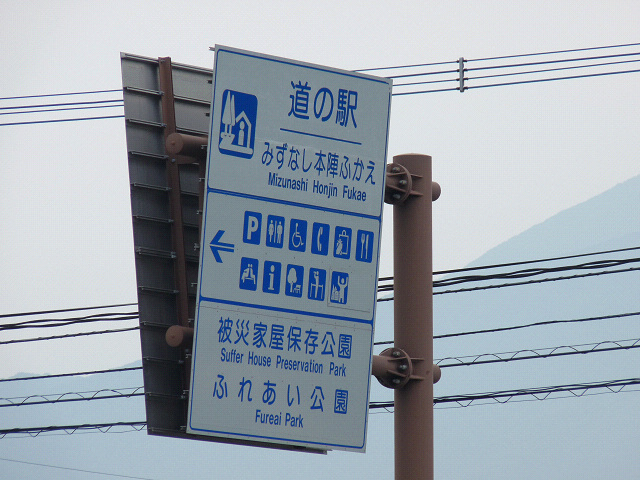 道の駅
みずなし本陣ふかえ
Mizunashi Honjin Fukae
P
i
被災家屋保存公園
Suffer House Preservation Park
ふれあい公園
Fureai Park